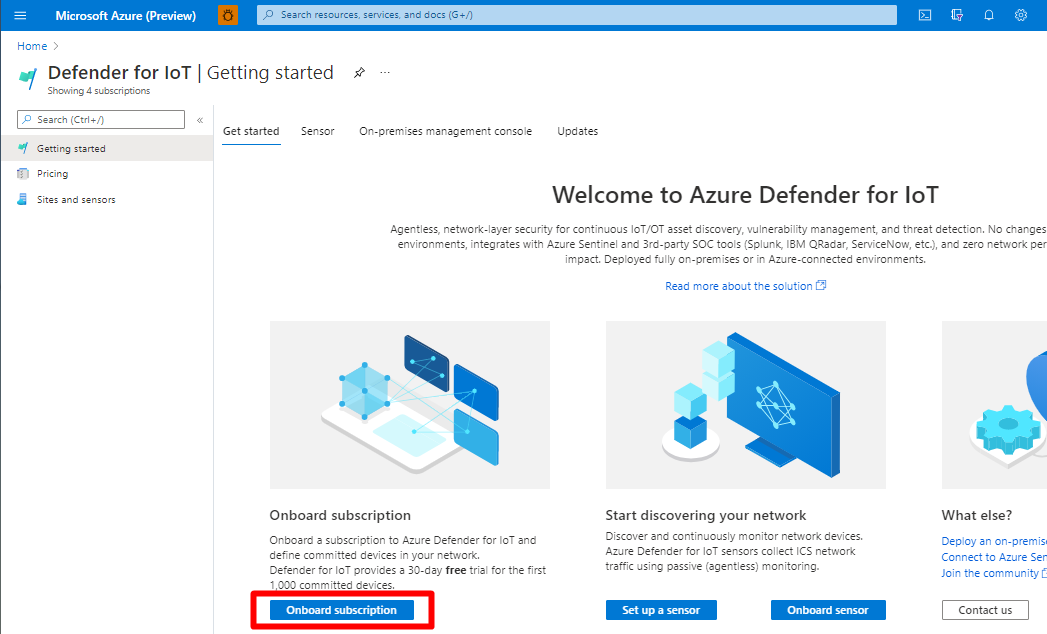 Microsoft Azure (Preview)
Search resources, services, and docs (G+/)
Home
Defender for IoT | Getting started
Showing 4 subscriptions
Search (Ctrl+/)
«
Getting started
Pricing
Sites and sensors
Get started
Sensor
On-premises management console
Updates
Welcome to Azure Defender for IoT
Agentless, network-layer security for continuous IoT/OT asset discovery, vulnerability management, and threat detection. No changes
environments, integrates with Azure Sentinel and 3rd-party SOC tools (Splunk, IBM QRadar, ServiceNow, etc.), and zero network per
impact. Deployed fully on-premises or in Azure-connected environments.
Read more about the solution
Onboard subscription
Onboard a subscription to Azure Defender for IoT and
define committed devices in your network.
Defender for IoT provides a 30-day free trial for the first
1,000 committed devices.
Onboard subscription
Start discovering your network
Discover and continuously monitor network devices.
Azure Defender for IoT sensors collect ICS network
traffic using passive (agentless) monitoring.
Set up a sensor
Onboard sensor
What else?
Deploy an on-premise
Connect to Azure Sen
Join the community
Contact us